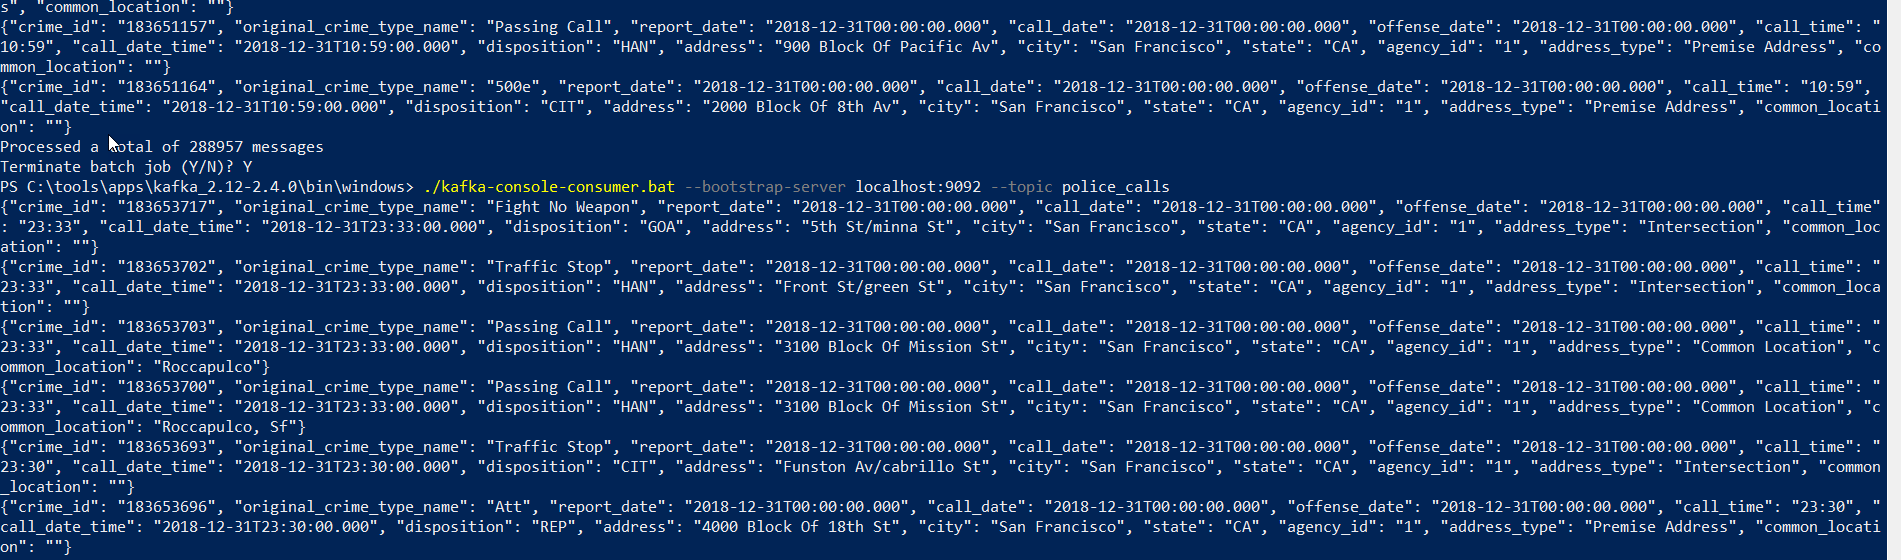 s", "common_location": ""}
{"crime_id": "183651157", "original_crime_type_name": "Passing Call", "report_date": "2018-12-31T00:00:00.000", "call_date": "2018-12-31T00:00:00.000", "offense_date": "2018-12-31T00:00:00.000", "call_time": "
10:59", "call_date_time": "2018-12-31T10:59:00.000", "disposition": "HAN", "address": "900 Block Of Pacific Av", "city": "San Francisco", "state": "CA", "agency_id": "1", "address_type": "Premise Address", "co
mmon_location": ""}
{"crime_id": "183651164", "original_crime_type_name": "500e", "report_date": "2018-12-31T00:00:00.000", "call_date": "2018-12-31T00:00:00.000", "offense_date": "2018-12-31T00:00:00.000", "call_time": "10:59",
"call_date_time": "2018-12-31T10:59:00.000", "disposition": "CIT", "address": "2000 Block Of 8th Av", "city": "San Francisco", "state": "CA", "agency_id": "1", "address_type": "Premise Address", "common_locati
on": ""}
Processed a total of 288957 messages
Terminate batch job (Y/N)? Y
PS C:\tools\apps\kafka_2.12-2.4.0\bin\windows> ./kafka-console-consumer.bat --bootstrap-server localhost:9092 --topic police_calls
{"crime_id": "183653717", "original_crime_type_name": "Fight No Weapon", "report_date": "2018-12-31T00:00:00.000", "call_date": "2018-12-31T00:00:00.000", "offense_date": "2018-12-31T00:00:00.000", "call_time"
: "23:33", "call_date_time": "2018-12-31T23:33:00.000", "disposition": "GOA", "address": "5th St/minna St", "city": "San Francisco", "state": "CA", "agency_id": "1", "address_type": "Intersection", "common_loc
ation": ""}
{"crime_id": "183653702", "original_crime_type_name": "Traffic Stop", "report_date": "2018-12-31T00:00:00.000", "call_date": "2018-12-31T00:00:00.000", "offense_date": "2018-12-31T00:00:00.000", "call_time": "
23:33", "call_date_time": "2018-12-31T23:33:00.000", "disposition": "HAN", "address": "Front St/green St", "city": "San Francisco", "state": "CA", "agency_id": "1", "address_type": "Intersection", "common_loca
tion": ""}
{"crime_id": "183653703", "original_crime_type_name": "Passing Call", "report_date": "2018-12-31T00:00:00.000", "call_date": "2018-12-31T00:00:00.000", "offense_date": "2018-12-31T00:00:00.000", "call_time": "
23:33", "call_date_time": "2018-12-31T23:33:00.000", "disposition": "HAN", "address": "3100 Block Of Mission St", "city": "San Francisco", "state": "CA", "agency_id": "1", "address_type": "Common Location", "c
ommon_location": "Roccapulco"}
{"crime_id": "183653700", "original_crime_type_name": "Passing Call", "report_date": "2018-12-31T00:00:00.000", "call_date": "2018-12-31T00:00:00.000", "offense_date": "2018-12-31T00:00:00.000", "call_time": "
23:33", "call_date_time": "2018-12-31T23:33:00.000", "disposition": "HAN", "address": "3100 Block Of Mission St", "city": "San Francisco", "state": "CA", "agency_id": "1", "address_type": "Common Location", "c
ommon_location": "Roccapulco, Sf"}
{"crime_id": "183653693", "original_crime_type_name": "Traffic Stop", "report_date": "2018-12-31T00:00:00.000", "call_date": "2018-12-31T00:00:00.000", "offense_date": "2018-12-31T00:00:00.000", "call_time": "
23:30", "call_date_time": "2018-12-31T23:30:00.000", "disposition": "CIT", "address": "Funston Av/cabrillo St", "city": "San Francisco", "state": "CA", "agency_id": "1", "address_type": "Intersection", "common
_location": ""}
{"crime_id": "183653696", "original_crime_type_name": "Att", "report_date": "2018-12-31T00:00:00.000", "call_date": "2018-12-31T00:00:00.000", "offense_date": "2018-12-31T00:00:00.000", "call_time": "23:30", "
call_date_time": "2018-12-31T23:30:00.000", "disposition": "REP", "address": "4000 Block Of 18th St", "city": "San Francisco", "state": "CA", "agency_id": "1", "address_type": "Premise Address", "common_locati
on": ""}